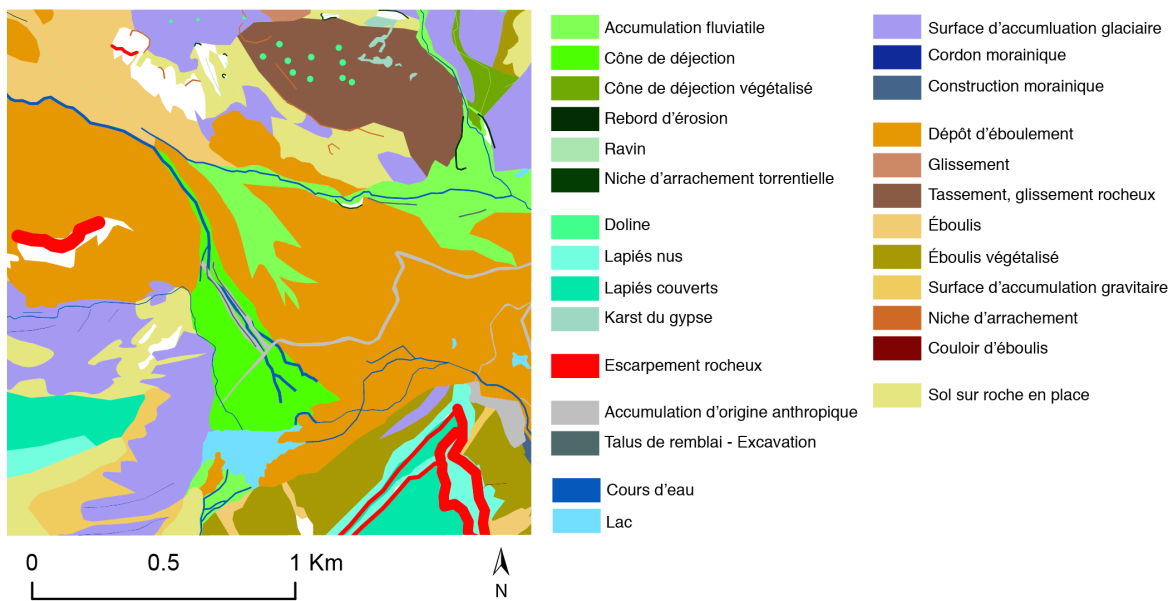 Accumulation fluviatile
Cône de déjection
Cône de déjection végétalisé
Rebord d'érosion
Ravin
Niche d'arrachement torrentielle
Doline
Lapiés nus
Lapiés couverts
Karst du gypse
Escarpement rocheux
Accumulation d'origine anthropique
Talus de remblai - Excavation
Cours d'eau
Lac
Surface d'accumluation glaciaire
Cordon morainique
Construction morainique
Dépôt d'éboulement
Glissement
Tassement, glissement rocheux
Éboulis
Éboulis végétalisé
Surface d'accumulation gravitaire
Niche d'arrachement
Couloir d'éboulis
Sol sur roche en place
0 0.5 1 Km
N